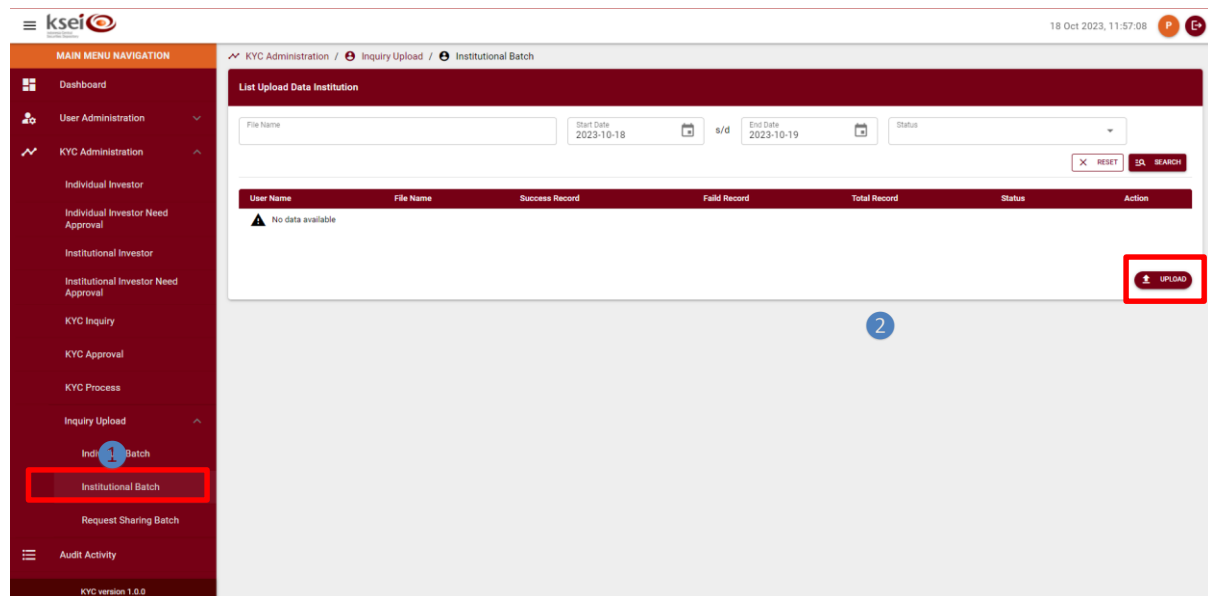 ksei
18 Oct 2023, 11:57:08 P
MAIN MENU NAVIGATION
Dashboard
User Administration
KYC Administration
Individual Investor
Individual Investor Need
Approval
Institutional Investor
Institutional Investor Need
Approval
KYC Inquiry
KYC Approval
KYC Process
Inquiry Upload
1 Batch
Institutional Batch
Request Sharing Batch
Audit Activity
KYC version 1.0.0
KYC Administration / Inquiry Upload / Institutional Batch
List Upload Data Institution
File Name
Start Date
2023-10-18
s/d
End Date
2023-10-19
Status
RESET
SEARCH
User Name File Name Success Record Faild Record Total Record Status Action
No data available
UPLOAD
2